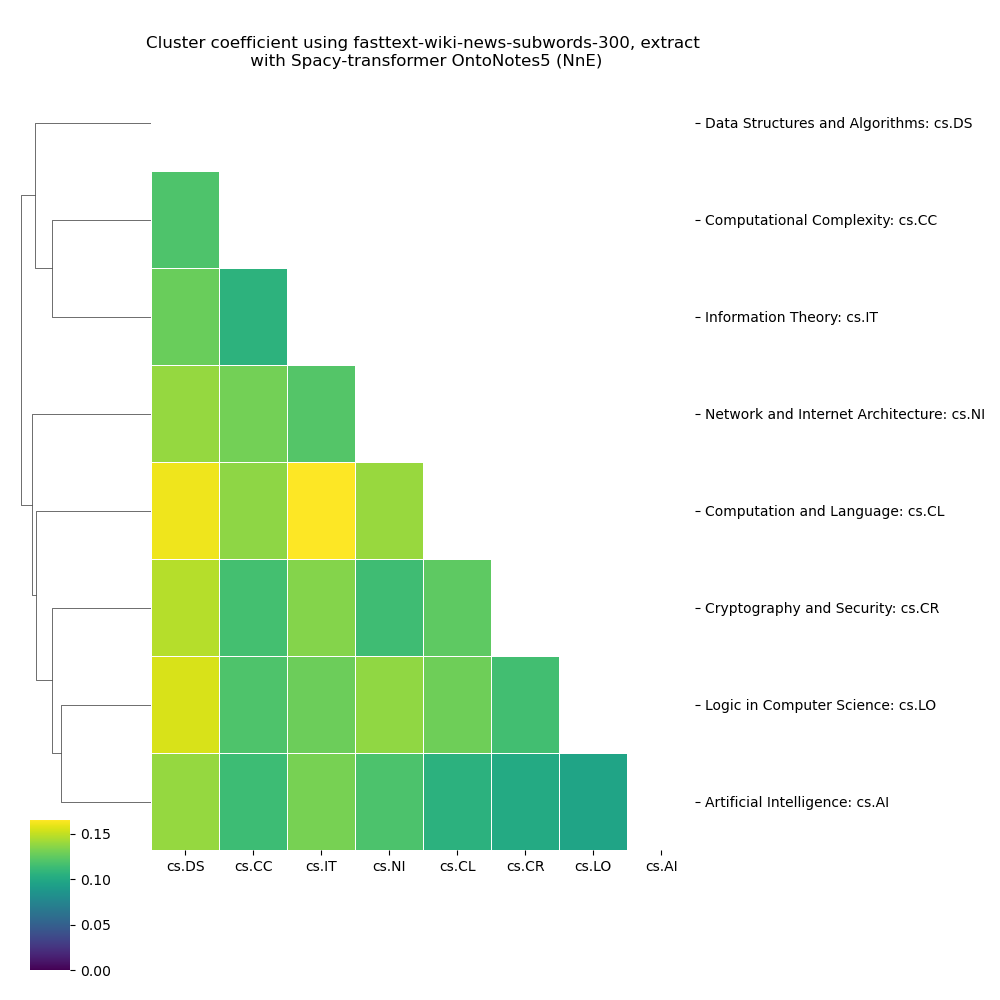 Cluster coefficient using fasttext-wiki-news-subwords-300, extract
with Spacy-transformer OntoNotes5 (NnE)
Data Structures and Algorithms: cs.DS
Computational Complexity: cs.CC
Information Theory: cs.IT
Network and Internet Architecture: cs.NI
Computation and Language: cs.CL
Cryptography and Security: cs.CR
Logic in Computer Science: cs.LO
Artificial Intelligence: cs.AI
cs.DS cs.CC cs.IT cs.NI cs.CL cs.CR cs.LO cs.AI
0.15
0.10
0.05
0.00